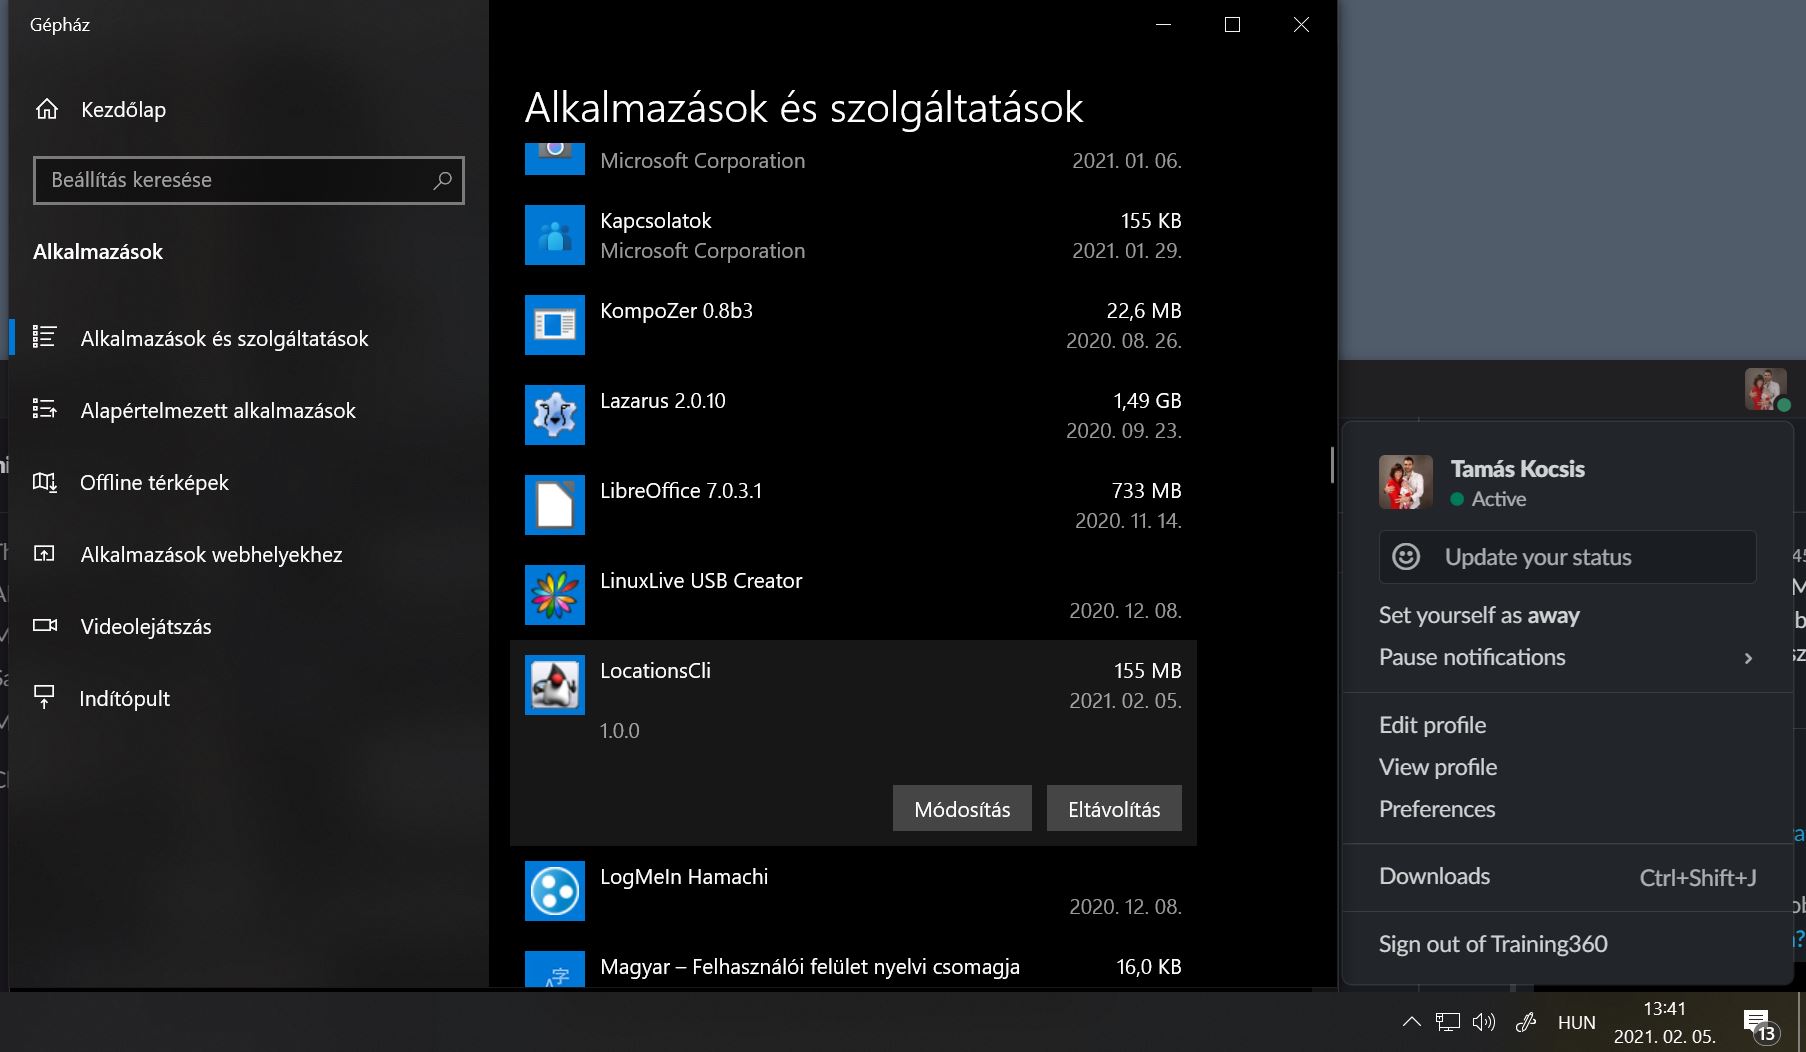 Gépház
Kezdőlap
Beállítás keresése
Alkalmazások
Alkalmazások és szolgáltatások
Alapértelmezett alkalmazások
Offline térképek
Alkalmazások webhelyekhez
Videolejátszás
Indítópult
Alkalmazások és szolgáltatások
Microsoft Corporation 2021. 01. 06.
Kapcsolatok 155 KB
Microsoft Corporation 2021. 01. 29.
KompoZer 0.8b3 22,6 MB
2020. 08. 26.
Lazarus 2.0.10 1,49 GB
2020. 09. 23.
LibreOffice 7.0.3.1 733 MB
2020. 11. 14.
LinuxLive USB Creator
2020. 12. 08.
LocationsCli 155 MB
2021. 02. 05.
1.0.0
Módosítás Eltávolítás
LogMeIn Hamachi
2020. 12. 08.
Magyar – Felhasználói felület nyelvi csomagja 16,0 KB
Tamás Kocsis
Active
Update your status
Set yourself as away
Pause notifications
Edit profile
View profile
Preferences
Downloads Ctrl+Shift+J
Sign out of Training360
HUN
13:41
2021. 02. 05.
13